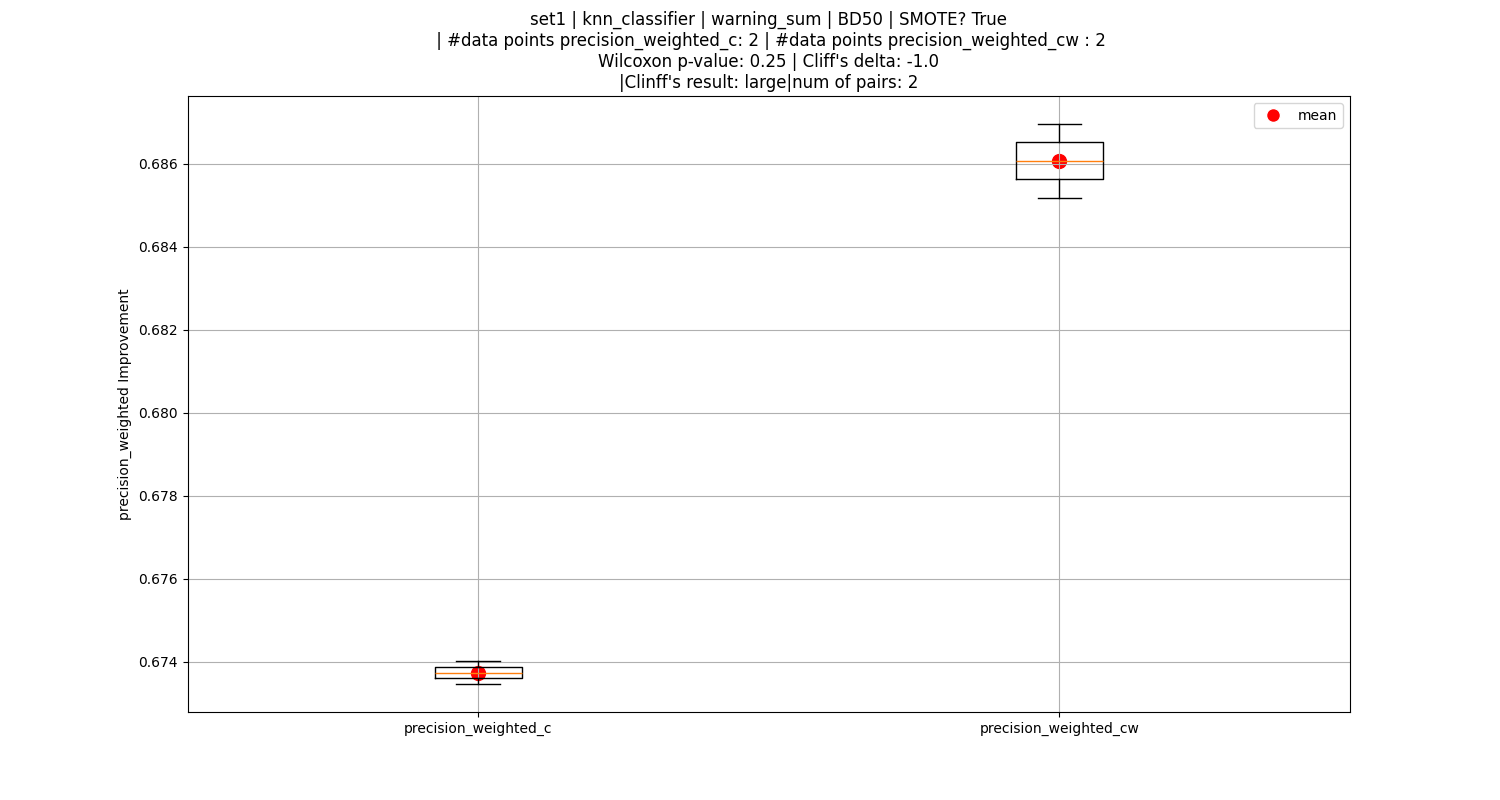 set1 | knn_classifier | warning_sum | BD50 | SMOTE? True
| #data points precision_weighted_c: 2 | #data points precision_weighted_cw : 2
Wilcoxon p-value: 0.25 | Cliff's delta: -1.0
|Clinff's result: large|num of pairs: 2
mean
precision_weighted Improvement
0.686
0.684
0.682
0.680
0.678
0.676
0.674
precision_weighted_c
precision_weighted_cw